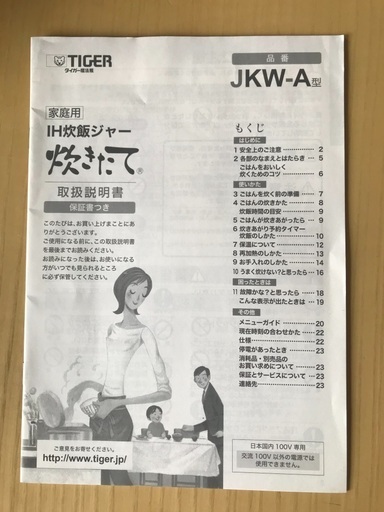 TIGER
タイガー魔法瓶
品番
JKW-A型
家庭用
IH炊飯ジャー
炊きたて®
取扱説明書
保証書つき
このたびは、お買い上げまことにあ
りがとうございます。
ご使用になる前に、この取扱説明書
を最後までお読みください。
お読みになった後は、お使いになる
方がいつでも見られるところ
に必ず保管してください。
もくじ
はじめに
1 安全上のご注意 2
2 各部のなまえとはたらき 5
ごはんをおいしく
炊くためのコツ 6
使いかた
3 ごはんを炊く前の準備 7
4 ごはんの炊きかた 8
炊飯時間の目安 9
5 ごはんが炊きあがったら 9
6 炊きあがり予約タイマー
炊飯のしかた 10
7 保温について 12
8 再加熱のしかた 13
9 お手入れのしかた 14
10 うまく炊けない?と思ったら 16
困ったときは
11 故障かな?と思ったら 18
こんな表示が出たときは 19
その他
メニューガイド 20
現在時刻の合わせかた 22
仕様 22
停電があったとき 23
消耗品・別売品の
お買い求めについて 23
保証とサービスについて 23
連絡先 23
ご意見をお寄せください。
http://www.tiger.jp/
日本国内100V専用
交流100V以外の電源では
使用できません。